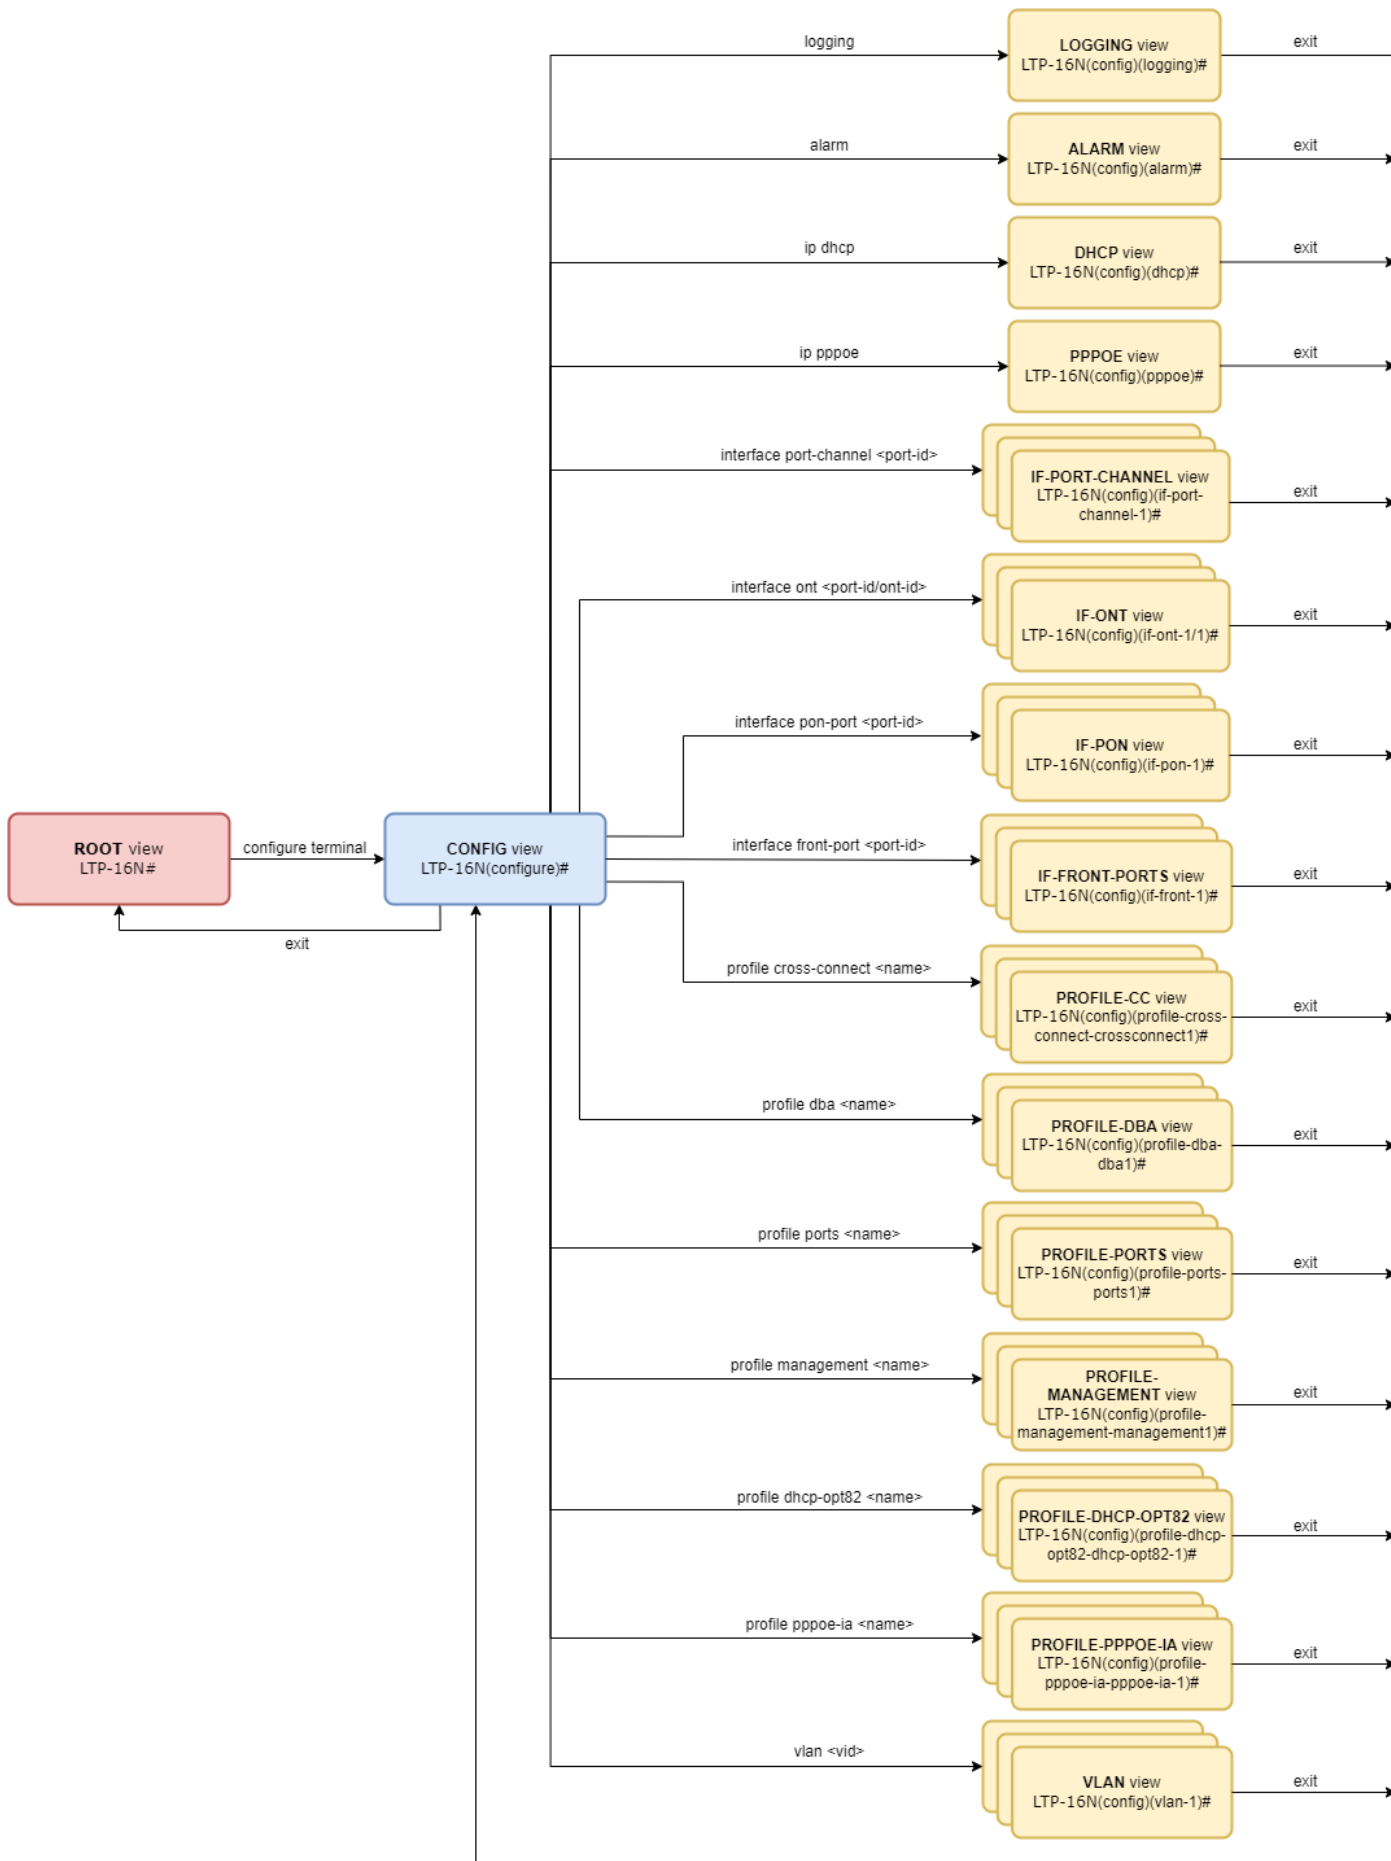 logging
LOGGING view
LTP-16N(config)(logging)#
exit
alarm
ALARM view
LTP-16N(config)(alarm)#
exit
ip dhcp
DHCP view
LTP-16N(config)(dhcp)#
exit
ip pppoe
PPPOE view
LTP-16N(config)(pppoe)#
exit
interface port-channel <port-id>
IF-PORT-CHANNEL view
LTP-16N(config)(if-port-
channel-1)#
exit
interface ont <port-id/ont-id>
IF-ONT view
LTP-16N(config)(if-ont-1/1)#
exit
interface pon-port <port-id>
IF-PON view
LTP-16N(config)(if-pon-1)#
exit
ROOT view
LTP-16N#
configure terminal
CONFIG view
LTP-16N(configure)#
exit
interface front-port <port-id>
IF-FRONT-PORTS view
LTP-16N(config)(if-front-1)#
exit
profile cross-connect <name>
PROFILE-CC view
LTP-16N(config)(profile-cross-
connect-crossconnect1)#
exit
profile dba <name>
PROFILE-DBA view
LTP-16N(config)(profile-dba-
dba1)#
exit
profile ports <name>
PROFILE-PORTS view
LTP-16N(config)(profile-ports-
ports1)#
exit
profile management <name>
PROFILE-
MANAGEMENT view
LTP-16N(config)(profile-
management-management1)#
exit
profile dhcp-opt82 <name>
PROFILE-DHCP-OPT82 view
LTP-16N(config)(profile-dhcp-
opt82-dhcp-opt82-1)#
exit
profile pppoe-ia <name>
PROFILE-PPPOE-IA view
LTP-16N(config)(profile-
pppoe-ia-pppoe-ia-1)#
exit
vlan <vid>
VLAN view
LTP-16N(config)(vlan-1)#
exit